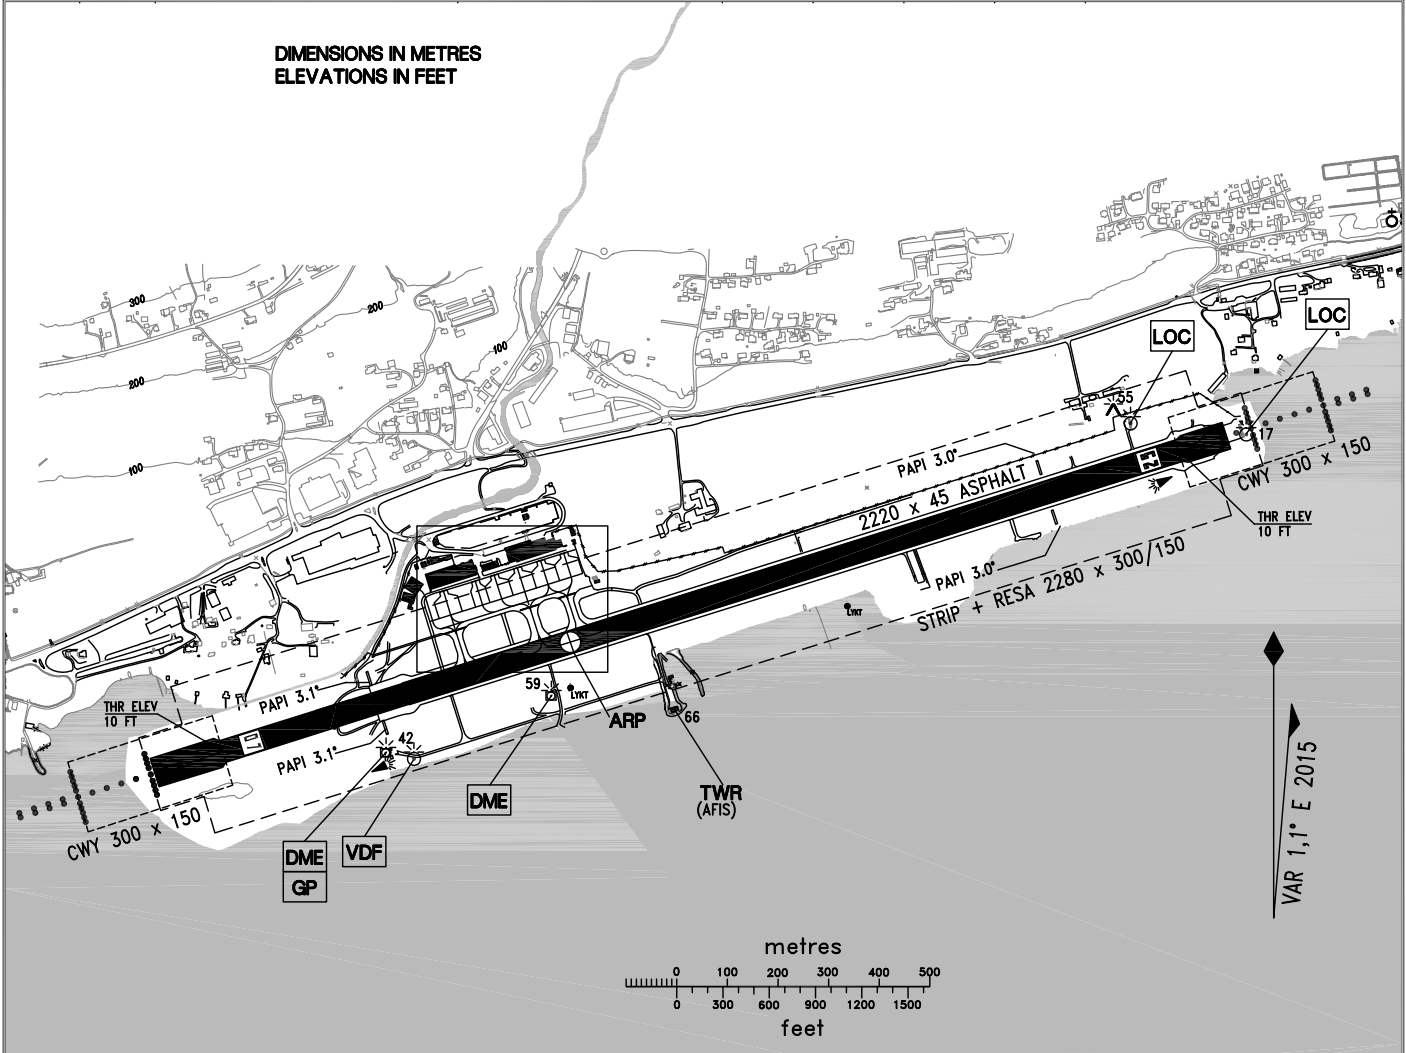 DIMENSIONS IN METRES
ELEVATIONS IN FEET
300
200
200
100
100
LOC
LOC
55
17
PAPI 3.0°
2220 x 45 ASPHALT
23
CWY 300 x 150
THR ELEV
10 FT
PAPI 3.0°
STRIP + RESA 2280 x 300/150
LYKT
PAPI 3.1°
THR ELEV
10 FT
07
59
LYKT
ARP
66
PAPI 3.1°
42
DME
TWR
(AFIS)
CWY 300 x 150
DME
GP
VDF
VAR 1,1° E 2015
metres
0 100 200 300 400 500
0 300 600 900 1200 1500
feet